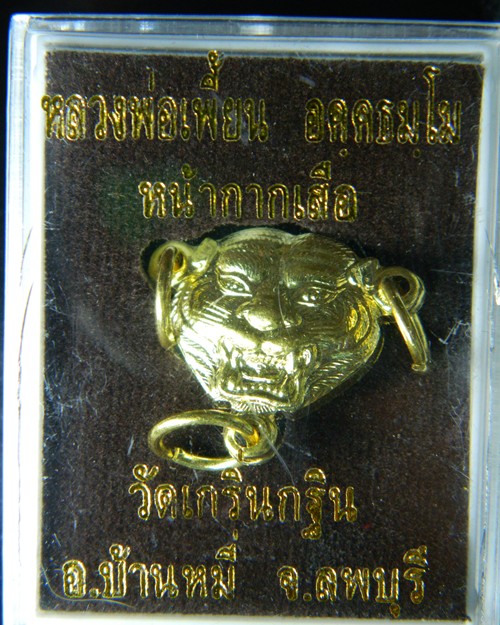 หลวงพ่อเพี้ยน อคฺคธมฺโม
หน้ากากเสือ
วัดเกริ่นกฐิน
อ.บ้านหมี่ จ.ลพบุรี